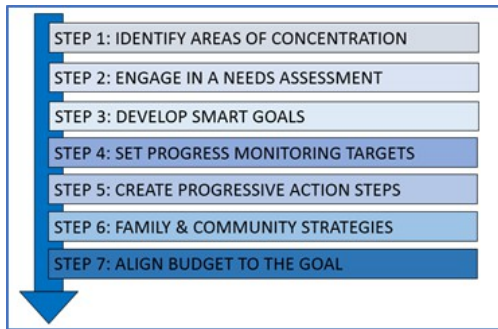 STEP 1: IDENTIFY AREAS OF CONCENTRATION
STEP 2: ENGAGE IN A NEEDS ASSESSMENT
STEP 3: DEVELOP SMART GOALS
STEP 4: SET PROGRESS MONITORING TARGETS
STEP 5: CREATE PROGRESSIVE ACTION STEPS
STEP 6: FAMILY & COMMUNITY STRATEGIES
STEP 7: ALIGN BUDGET TO THE GOAL